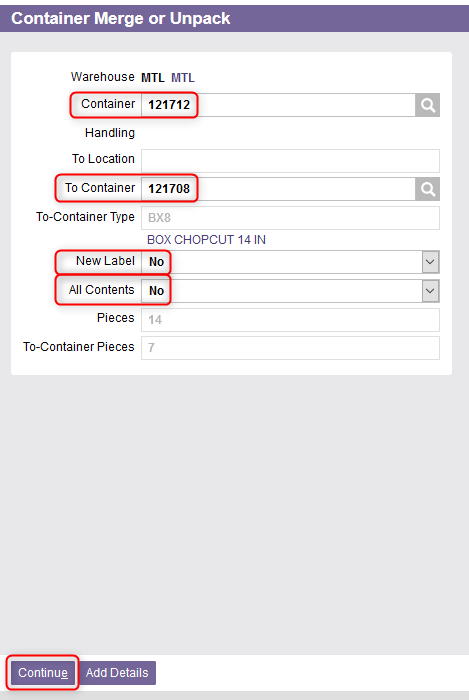 Container Merge or Unpack
Warehouse MTL MTL
Container 121712
Handling
To Location
To Container 121708
To-Container Type BX8
BOX CHOPCUT 14 IN
New Label No
All Contents No
Pieces 14
To-Container Pieces 7
Continue Add Details